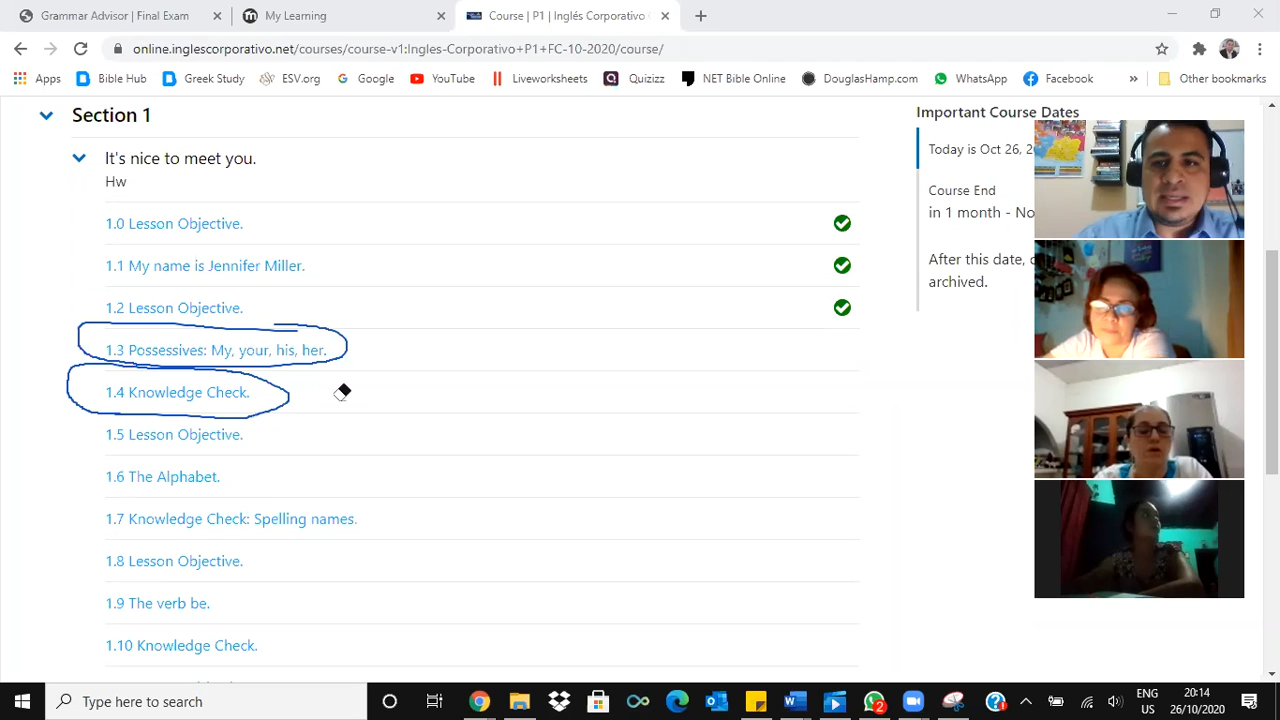 Grammar Advisor | Final Exam
My Learning
Course | P1 | Inglés Corporativo
online.inglescorporativo.net/courses/course-v1:Ingles-Corporativo+P1+FC-10-2020/course/
Apps Bible Hub Greek Study ESV.org Google YouTube Liveworksheets Quizizz NET Bible Online DouglasHamp.com WhatsApp Facebook » Other bookmarks
Section 1
It's nice to meet you.
Hw
1.0 Lesson Objective.
1.1 My name is Jennifer Miller.
1.2 Lesson Objective.
1.3 Possessives: My, your, his, her.
1.4 Knowledge Check.
1.5 Lesson Objective.
1.6 The Alphabet.
1.7 Knowledge Check: Spelling names.
1.8 Lesson Objective.
1.9 The verb be.
1.10 Knowledge Check.
Important Course Dates
Today is Oct 26,
Course End
in 1 month - No
After this date,
archived.
Type here to search
ENG
US
20:14
26/10/2020
2